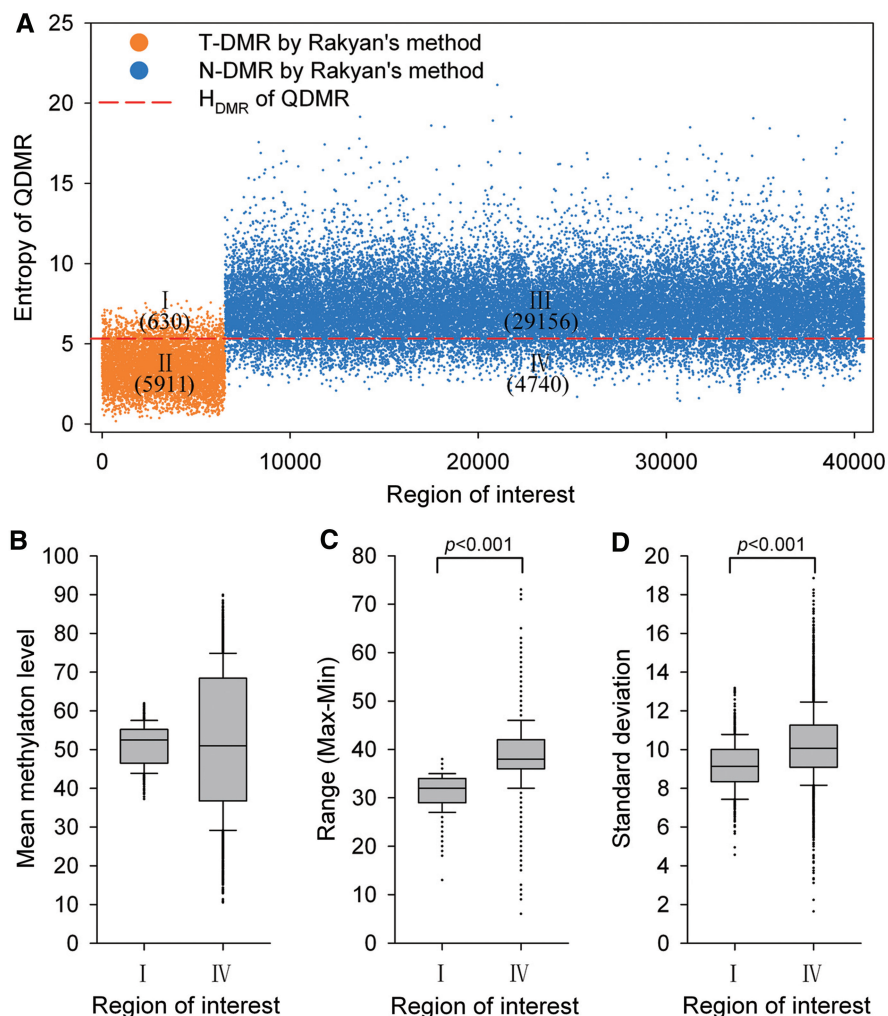 A
25
20
15
10
5
0
Entropy of QDMR
T-DMR by Rakyan's method
N-DMR by Rakyan's method
H_DMR of QDMR
I
(630)
II
(5911)
III
(29156)
IV
(4740)
0 10000 20000 30000 40000
Region of interest
B
100
90
80
70
60
50
40
30
20
10
0
Mean methylaton level
I IV
Region of interest
C
p<0.001
80
70
60
50
40
30
20
10
0
Range (Max-Min)
I IV
Region of interest
D
p<0.001
20
18
16
14
12
10
8
6
4
2
0
Standard deviation
I IV
Region of interest